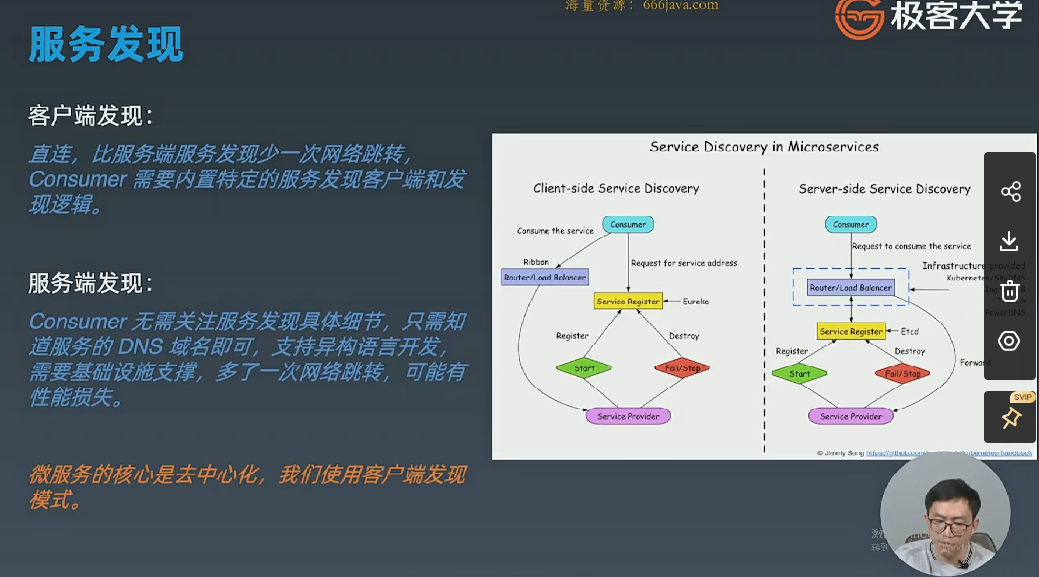 海量资源：666java.com
极客大学
服务发现
客户端发现：
直连，比服务端服务发现少一次网络跳转，
Consumer 需要内置特定的服务发现客户端和发
现逻辑。
服务端发现：
Consumer 无需关注服务发现具体细节，只需知
道服务的 DNS 域名即可，支持异构语言开发，
需要基础设施支撑，多了一次网络跳转，可能有
性能损失。
微服务的核心是去中心化，我们使用客户端发现
模式。
Service Discovery in Microservices
Client-side Service Discovery
Consumer
Consume the service
Ribbon
Router/Load Balancer
Request for service address
Service Register
Eureka
Register
Destroy
Start
Fail/Stop
Service Provider
Server-side Service Discovery
Consumer
Request to consume the service
Infrastructure provided
Kubernetes/SkyDNS
Router/Load Balancer
PowerDNS
Service Register
Etcd
Register
Destroy
Start
Fail/Stop
Forward
Service Provider
© Jimmy Song https://github.com/
kubernetes-handbook
SVIP